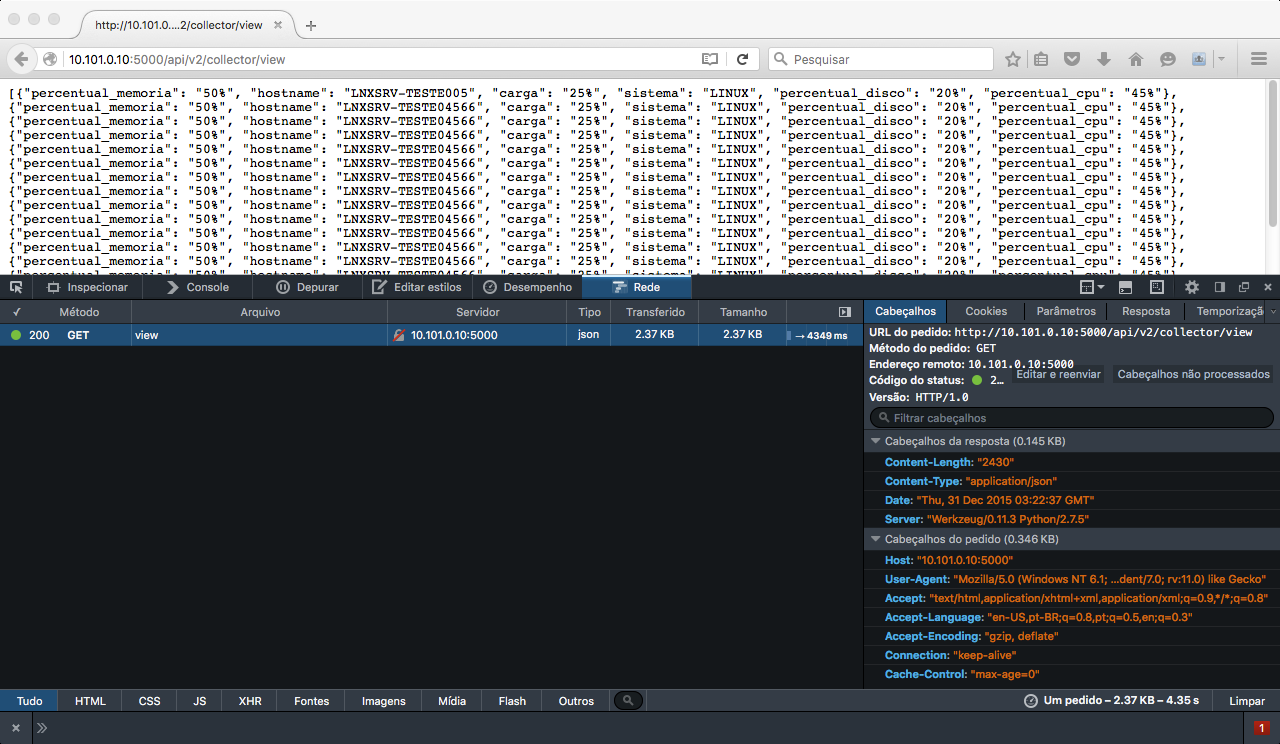 http://10.101.0....2/collector/view
10.101.0.10:5000/api/v2/collector/view
Pesquisar
[{"percentual_memoria": "50%", "hostname": "LNXSRV-TESTE005", "carga": "25%", "sistema": "LINUX", "percentual_disco": "20%", "percentual_cpu": "45%"},
{"percentual_memoria": "50%", "hostname": "LNXSRV-TESTE04566", "carga": "25%", "sistema": "LINUX", "percentual_disco": "20%", "percentual_cpu": "45%"},
{"percentual_memoria": "50%", "hostname": "LNXSRV-TESTE04566", "carga": "25%", "sistema": "LINUX", "percentual_disco": "20%", "percentual_cpu": "45%"},
{"percentual_memoria": "50%", "hostname": "LNXSRV-TESTE04566", "carga": "25%", "sistema": "LINUX", "percentual_disco": "20%", "percentual_cpu": "45%"},
{"percentual_memoria": "50%", "hostname": "LNXSRV-TESTE04566", "carga": "25%", "sistema": "LINUX", "percentual_disco": "20%", "percentual_cpu": "45%"},
{"percentual_memoria": "50%", "hostname": "LNXSRV-TESTE04566", "carga": "25%", "sistema": "LINUX", "percentual_disco": "20%", "percentual_cpu": "45%"},
{"percentual_memoria": "50%", "hostname": "LNXSRV-TESTE04566", "carga": "25%", "sistema": "LINUX", "percentual_disco": "20%", "percentual_cpu": "45%"},
{"percentual_memoria": "50%", "hostname": "LNXSRV-TESTE04566", "carga": "25%", "sistema": "LINUX", "percentual_disco": "20%", "percentual_cpu": "45%"},
{"percentual_memoria": "50%", "hostname": "LNXSRV-TESTE04566", "carga": "25%", "sistema": "LINUX", "percentual_disco": "20%", "percentual_cpu": "45%"},
{"percentual_memoria": "50%", "hostname": "LNXSRV-TESTE04566", "carga": "25%", "sistema": "LINUX", "percentual_disco": "20%", "percentual_cpu": "45%"},
{"percentual_memoria": "50%", "hostname": "LNXSRV-TESTE04566", "carga": "25%", "sistema": "LINUX", "percentual_disco": "20%", "percentual_cpu": "45%"},
{"percentual_memoria": "50%", "hostname": "LNXSRV-TESTE04566", "carga": "25%", "sistema": "LINUX", "percentual_disco": "20%", "percentual_cpu": "45%"},
{"percentual_memoria": "50%", "hostname": "LNXSRV-TESTE04566", "carga": "25%", "sistema": "LINUX", "percentual_disco": "20%", "percentual_cpu": "45%"},
{"percentual_memoria": "50%", "hostname": "LNXSRV-TESTE04566", "carga": "25%", "sistema": "LINUX", "percentual_disco": "20%", "percentual_cpu": "45%"},
Inspecionar Console Depurar Editar estilos Desempenho Rede
✓ Método Arquivo Servidor Tipo Transferido Tamanho
200 GET view 10.101.0.10:5000 json 2.37 KB 2.37 KB → 4349 ms
Cabeçalhos Cookies Parâmetros Resposta Temporizaçã
URL do pedido: http://10.101.0.10:5000/api/v2/collector/view
Método do pedido: GET
Endereço remoto: 10.101.0.10:5000
Código do status: 2… Editar e reenviar Cabeçalhos não processados
Versão: HTTP/1.0
Filtrar cabeçalhos
Cabeçalhos da resposta (0.145 KB)
Content-Length: "2430"
Content-Type: "application/json"
Date: "Thu, 31 Dec 2015 03:22:37 GMT"
Server: "Werkzeug/0.11.3 Python/2.7.5"
Cabeçalhos do pedido (0.346 KB)
Host: "10.101.0.10:5000"
User-Agent: "Mozilla/5.0 (Windows NT 6.1; ...dent/7.0; rv:11.0) like Gecko"
Accept: "text/html,application/xhtml+xml,application/xml;q=0.9,*/*;q=0.8"
Accept-Language: "en-US,pt-BR;q=0.8,pt;q=0.5,en;q=0.3"
Accept-Encoding: "gzip, deflate"
Connection: "keep-alive"
Cache-Control: "max-age=0"
Tudo HTML CSS JS XHR Fontes Imagens Mídia Flash Outros Um pedido – 2.37 KB – 4.35 s Limpar
1